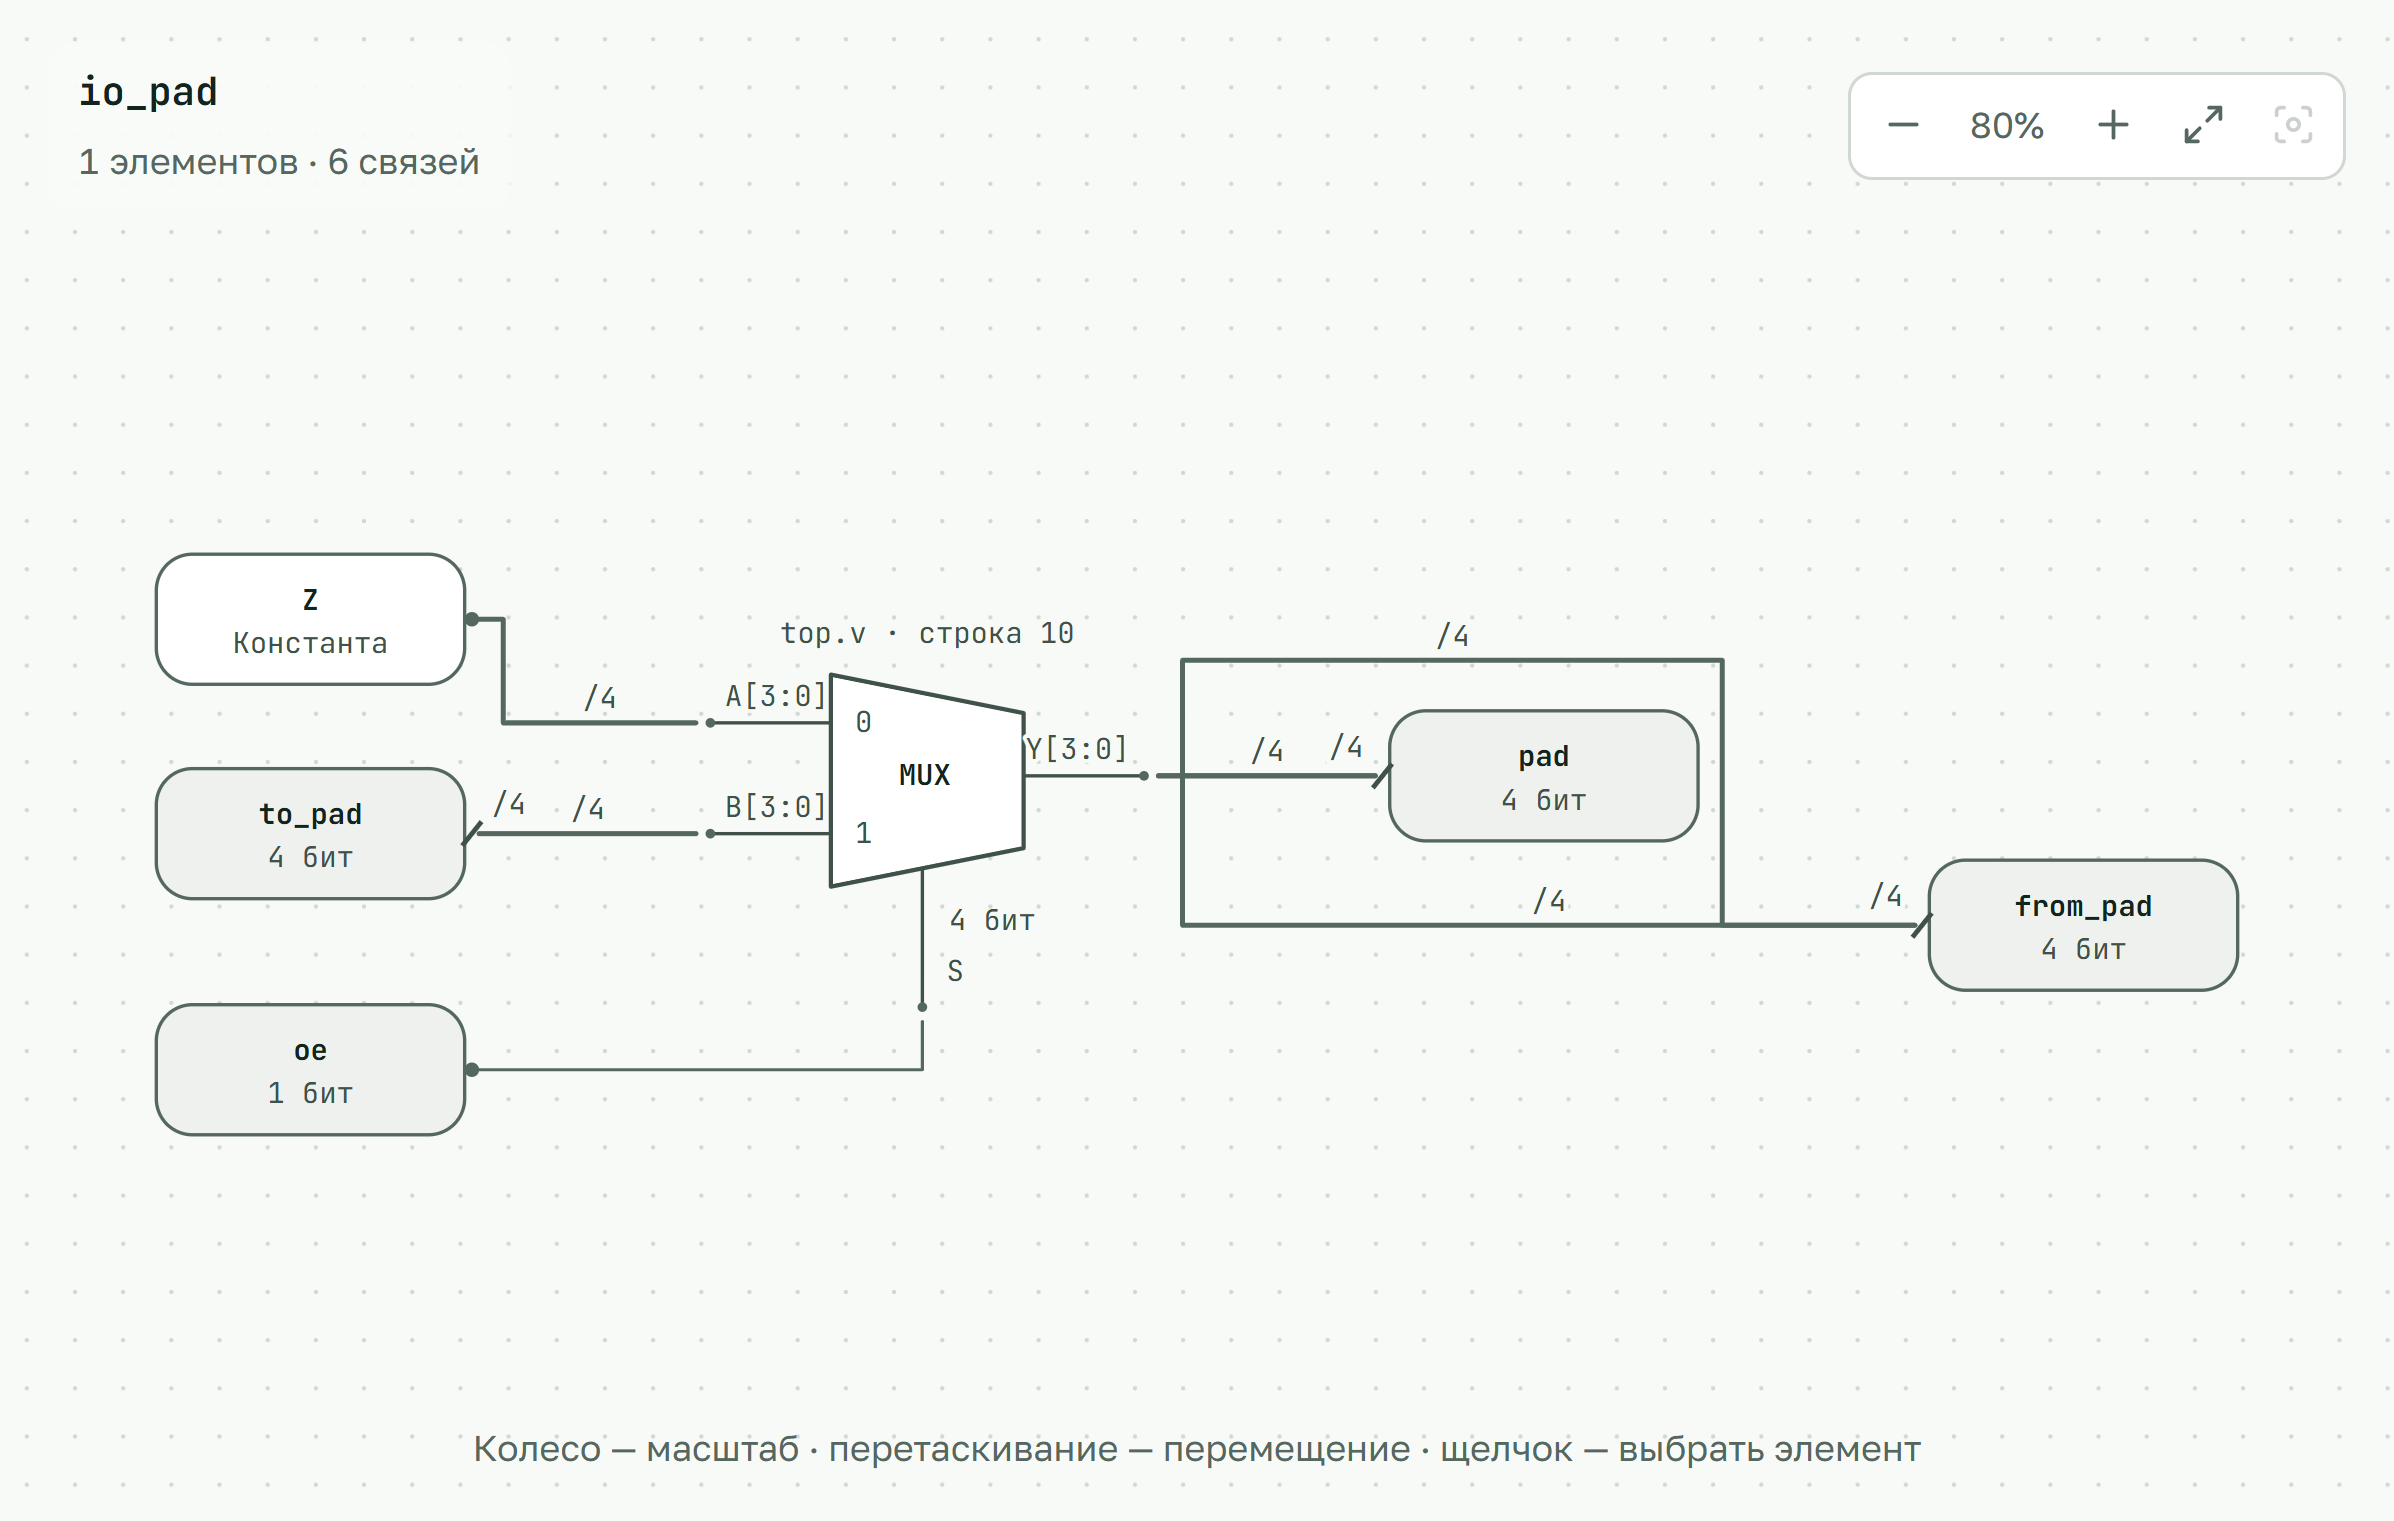 io_pad
1 элементов · 6 связей
80%
Z
Константа
top.v · строка 10
/4
/4
A[3:0]
0
MUX
Y[3:0]
/4
/4
pad
4 бит
to_pad
4 бит
/4
/4
B[3:0]
1
/4
/4
from_pad
4 бит
4 бит
S
oe
1 бит
Колесо — масштаб · перетаскивание — перемещение · щелчок — выбрать элемент